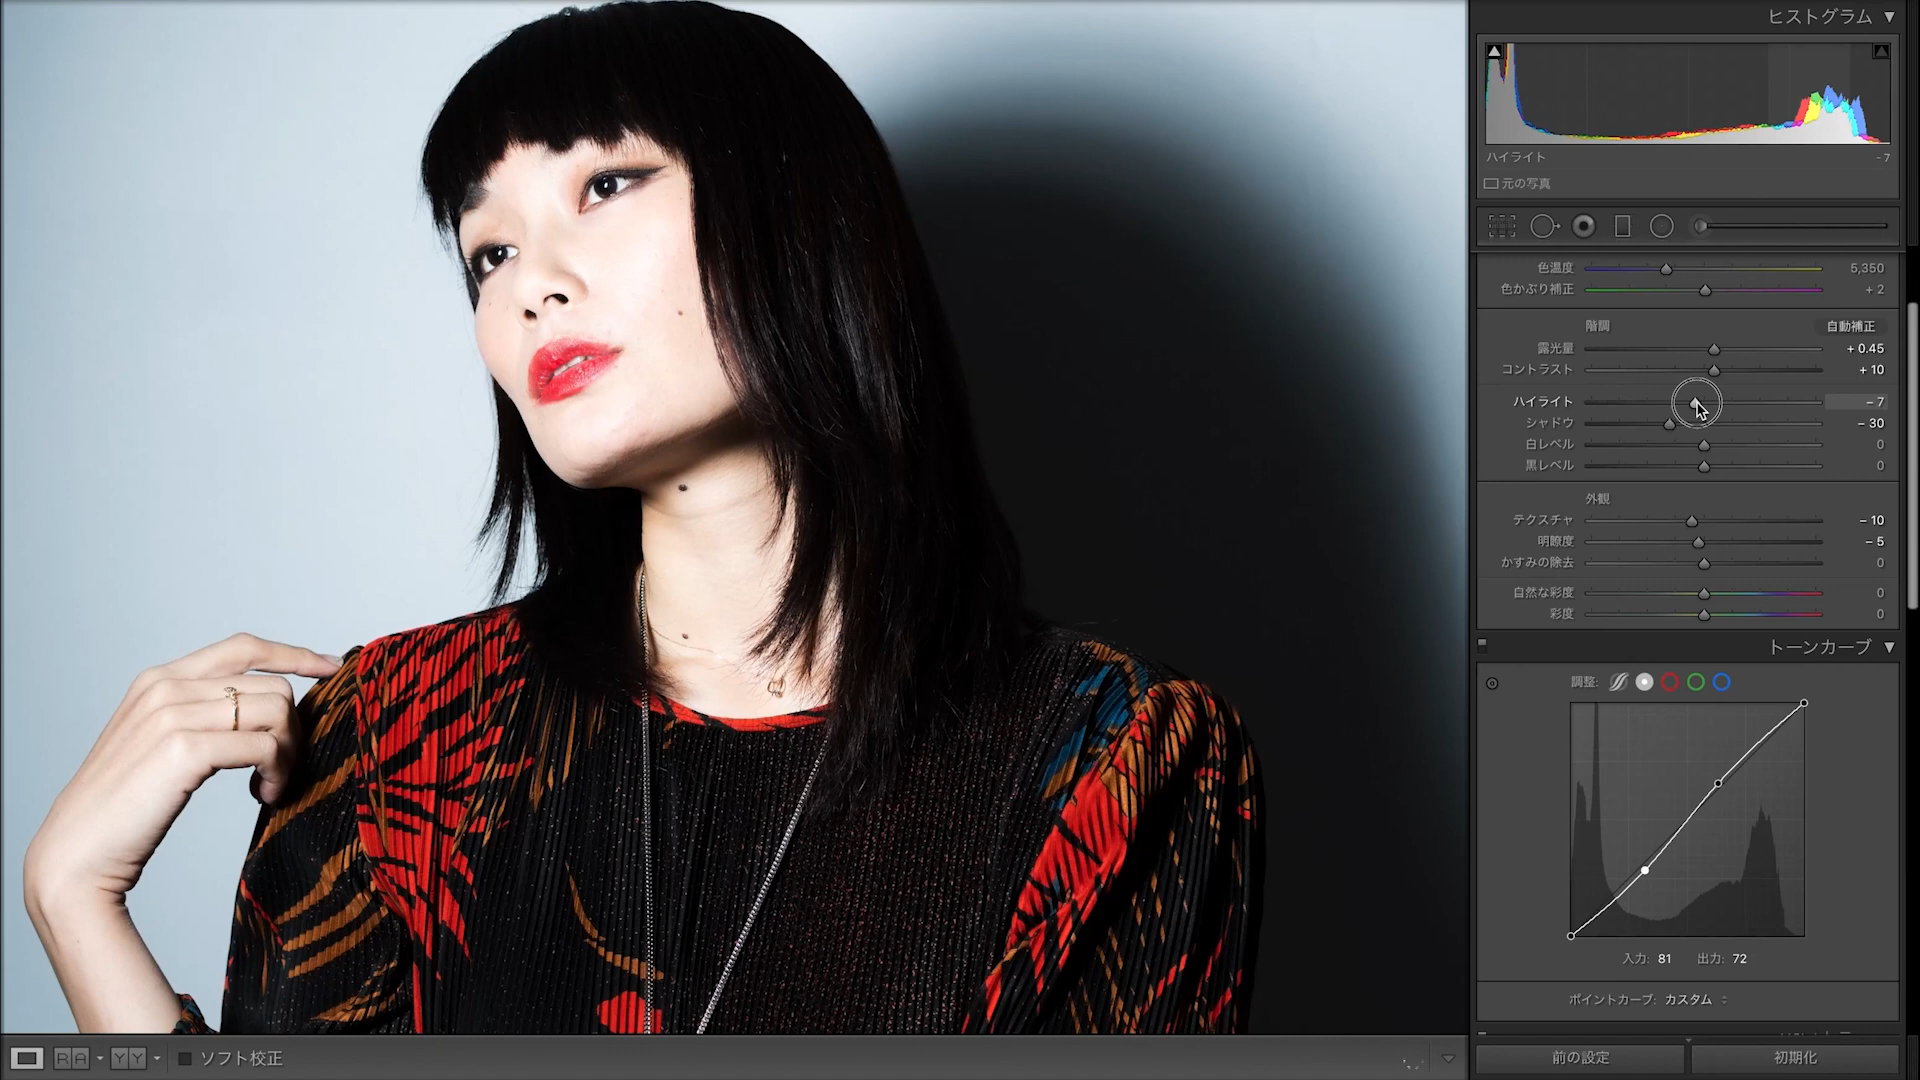 ヒストグラム ▼
ハイライト -7
元の写真
色温度 5,350
色かぶり補正 +2
階調 自動補正
露光量 +0.45
コントラスト +10
ハイライト -7
シャドウ -30
白レベル 0
黒レベル 0
外観
テクスチャ -10
明瞭度 -5
かすみの除去 0
自然な彩度 0
彩度 0
トーンカーブ ▼
調整:
入力: 81 出力: 72
ポイントカーブ: カスタム
RA YY ソフト校正
前の設定 初期化